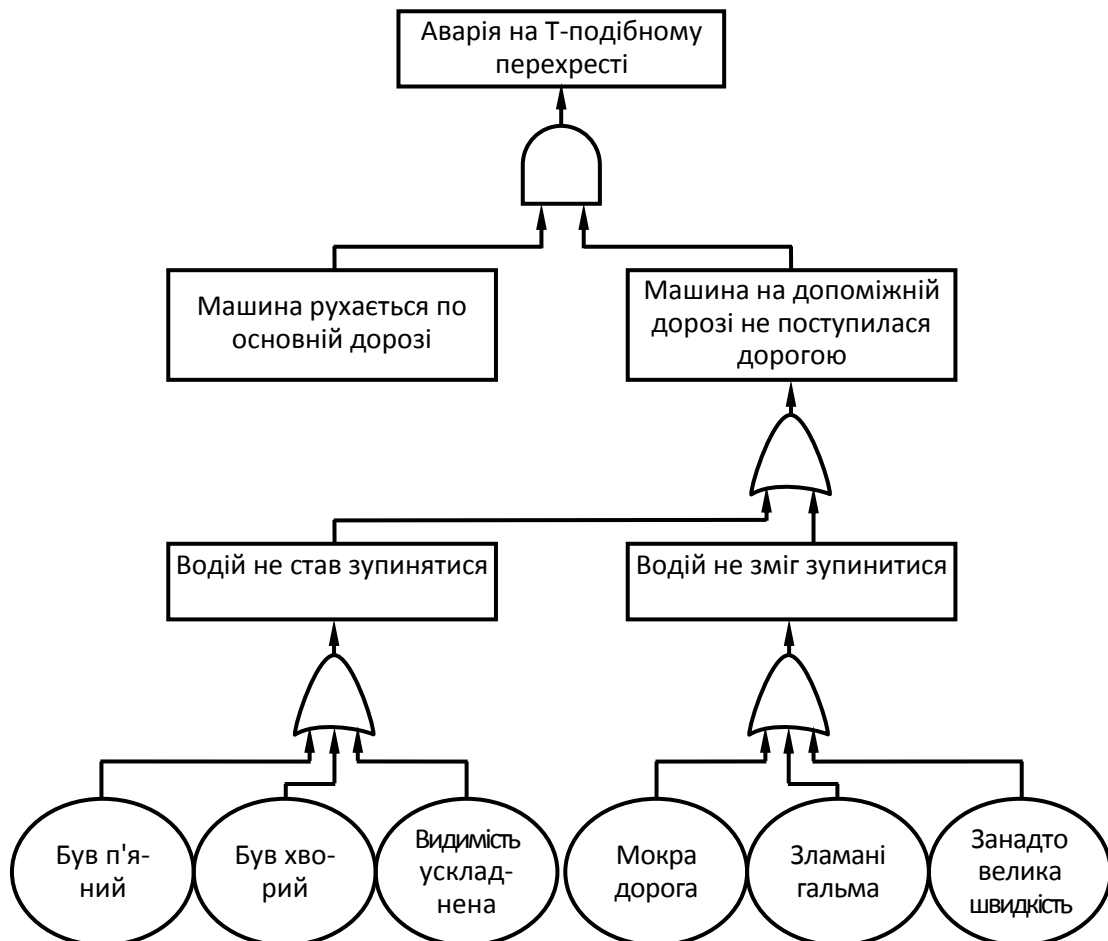 Аварія на Т-подібному
перехресті
Машина рухається по
основній дорозі
Машина на допоміжній
дорозі не поступилася
дорогою
Водій не став зупинятися
Водій не зміг зупинитися
Був п'я-
ний
Був хво-
рий
Видимість
усклад-
нена
Мокра
дорога
Зламані
гальма
Занадто
велика
швидкість